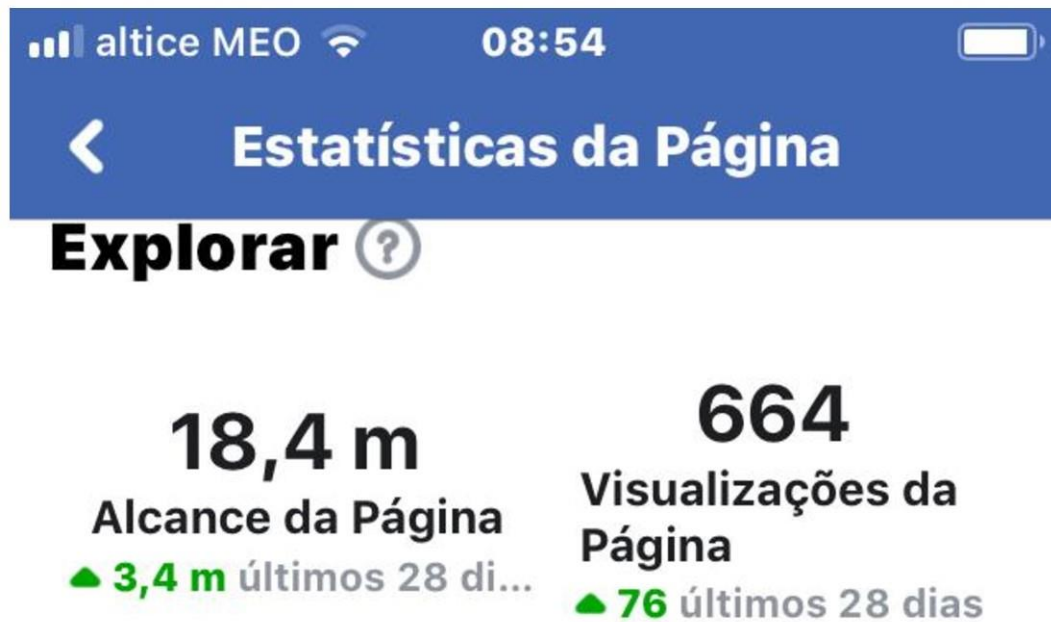 altice MEO 08:54
Estatísticas da Página
Explorar ?
18,4 m
Alcance da Página
3,4 m últimos 28 di...
664
Visualizações da
Página
76 últimos 28 dias